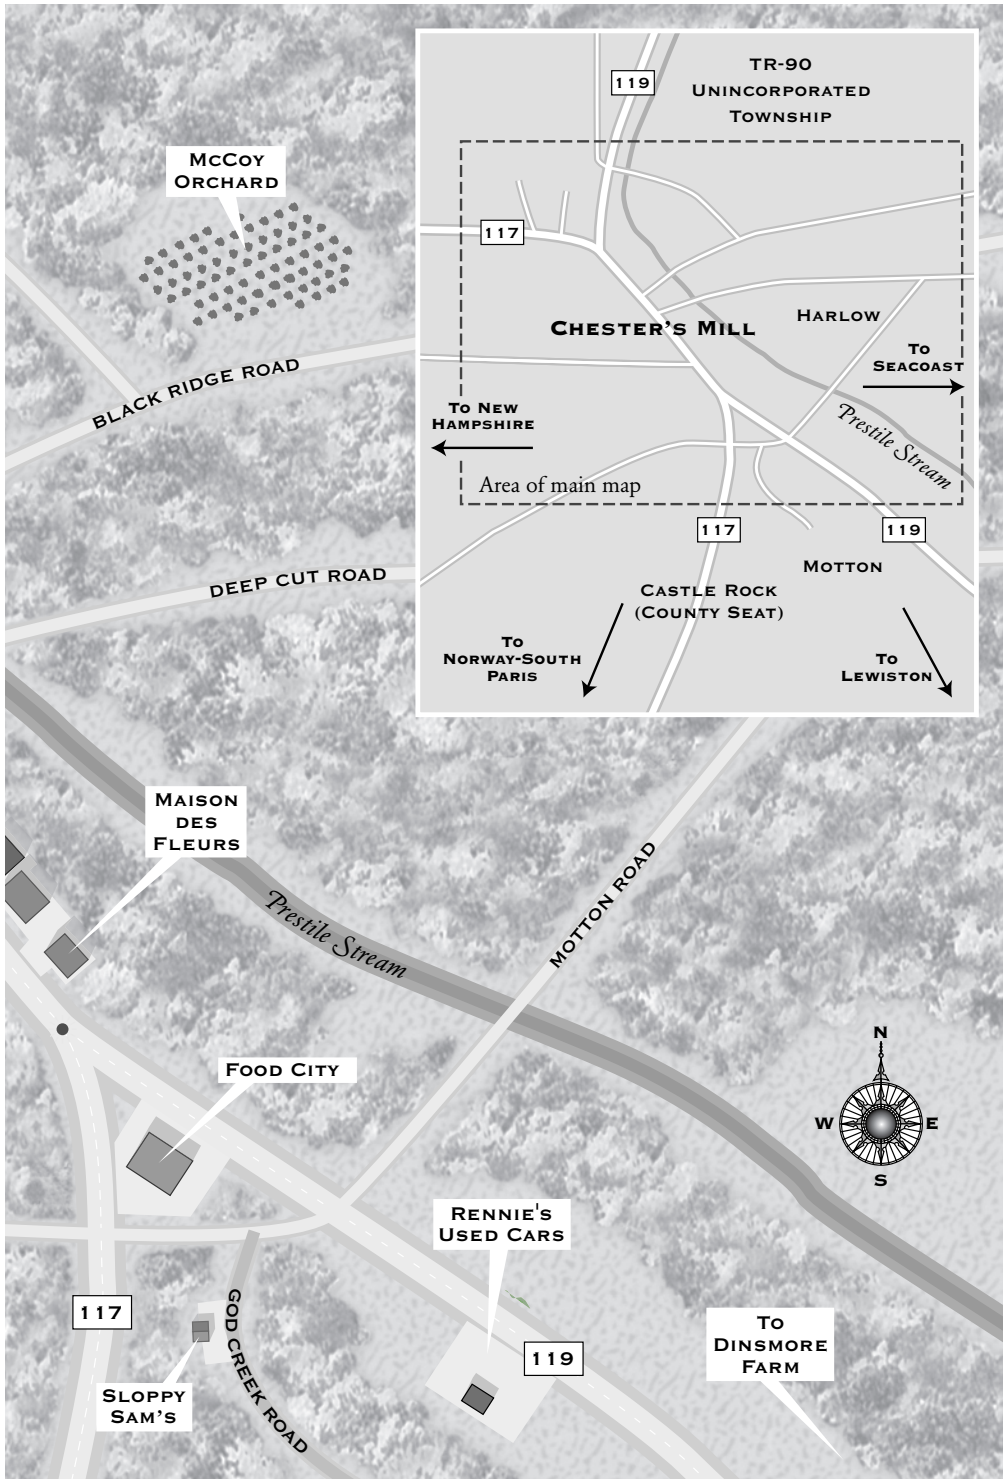 McCoy
Orchard
Black Ridge Road
Deep Cut Road
119
TR-90
Unincorporated
Township
117
Chester's Mill
Harlow
To
Seacoast
To New
Hampshire
Prestile Stream
Area of main map
117
119
Motton
Castle Rock
(County Seat)
To
Norway-South
Paris
To
Lewiston
Maison
des
Fleurs
Prestile Stream
Motton Road
Food City
N
W
E
S
Rennie's
Used Cars
117
God Creek Road
119
To
Dinsmore
Farm
Sloppy
Sam's